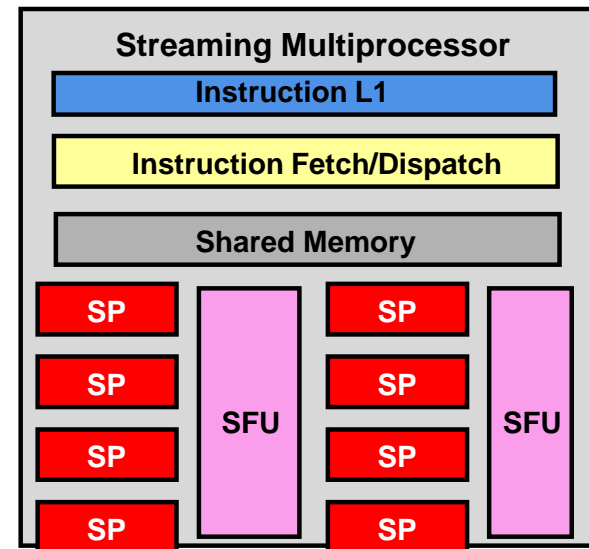 Streaming Multiprocessor
Instruction L1
Instruction Fetch/Dispatch
Shared Memory
SP SP
SP SP
SFU SFU
SP SP
SP SP